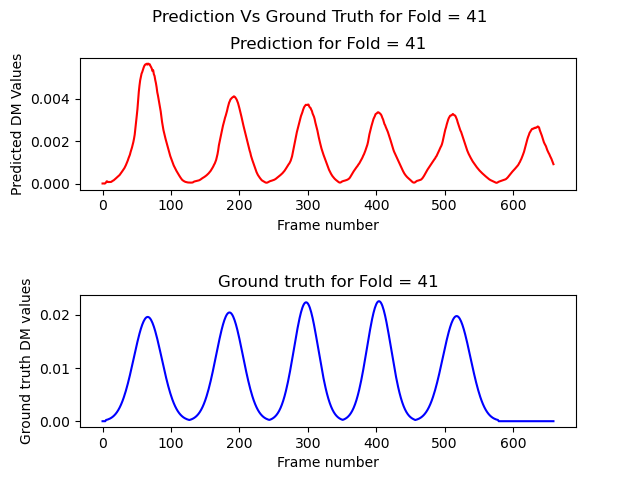 Prediction Vs Ground Truth for Fold = 41
Prediction for Fold = 41
Predicted DM Values
0.004
0.002
0.000
0 100 200 300 400 500 600
Frame number
Ground truth for Fold = 41
Ground truth DM values
0.02
0.01
0.00
0 100 200 300 400 500 600
Frame number